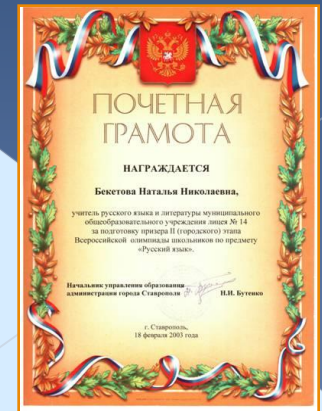 ПОЧЕТНАЯ
ГРАМОТА
НАГРАЖДАЕТСЯ
Бекетова Наталья Николаевна,
учитель русского языка и литературы муниципального
общеобразовательного учреждения лицея № 14
за подготовку призера II (городского) этапа
Всероссийской олимпиады школьников по предмету
«Русский язык».
Начальник управления образования
администрации города Ставрополя Н.И. Бутенко
г. Ставрополь,
18 февраля 2003 года